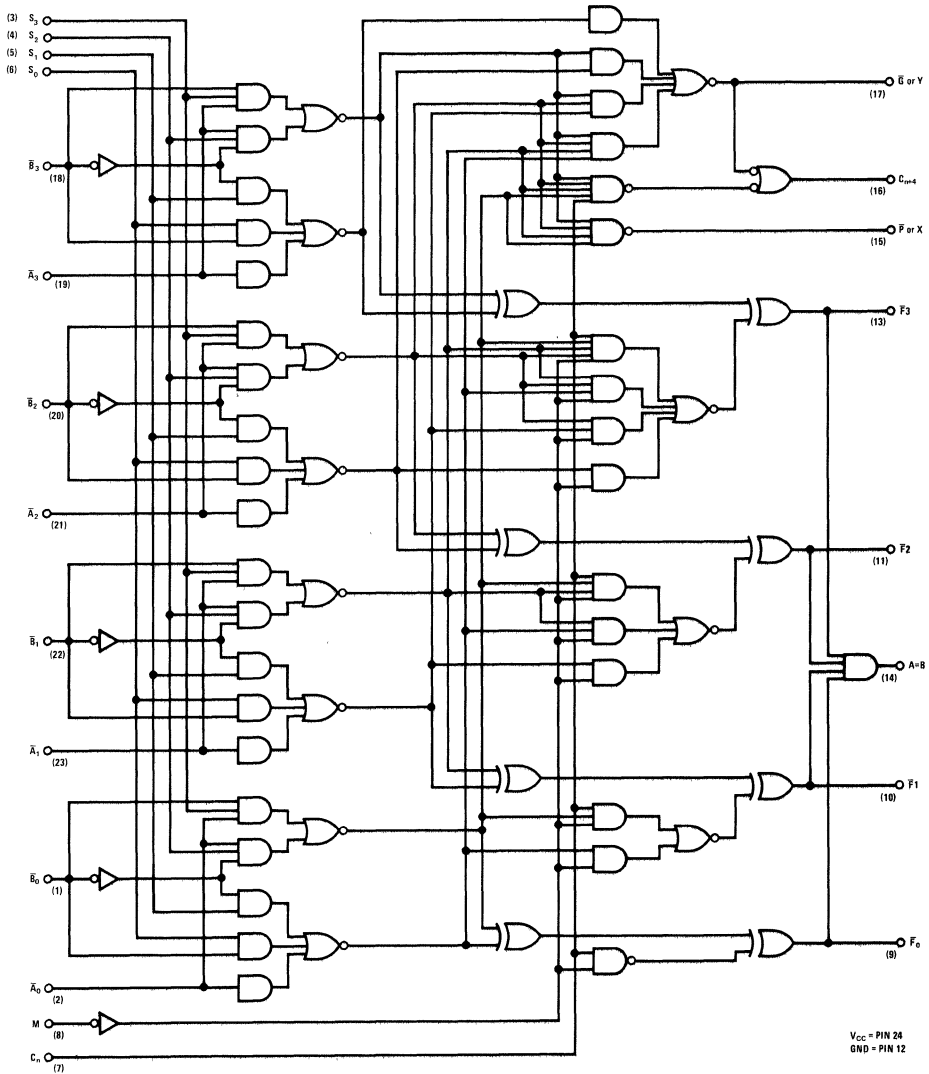 (3) S₃
(4) S₂
(5) S₁
(6) S₀
B̄₃
(18)
Ā₃
(19)
B̄₂
(20)
Ā₂
(21)
B̄₁
(22)
Ā₁
(23)
B̄₀
(1)
Ā₀
(2)
M
(8)
Cₙ
(7)
Ḡ or Y
(17)
Cₙ₊₄
(16)
P̄ or X
(15)
F̄3
(13)
F̄2
(11)
A=B
(14)
F̄1
(10)
F̄₀
(9)
V_CC = PIN 24
GND = PIN 12